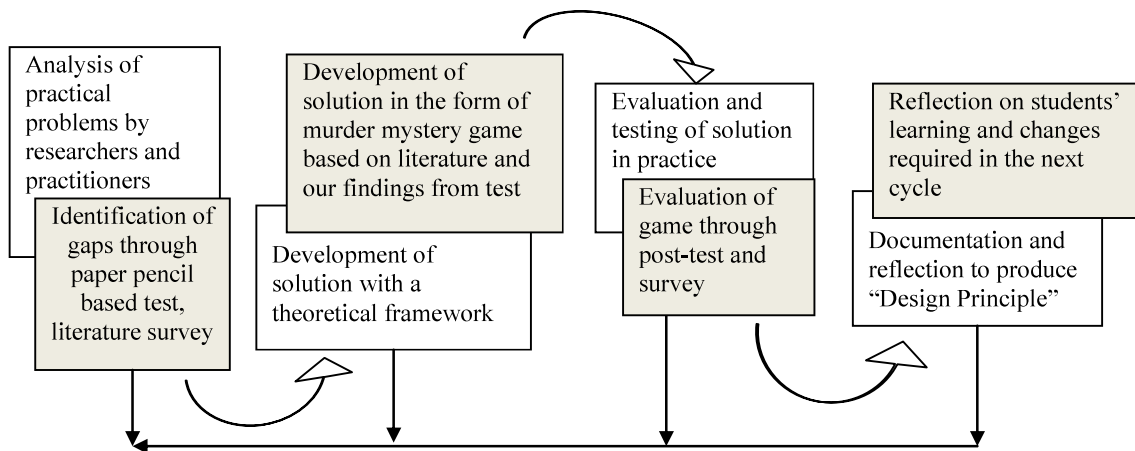 Analysis of
practical
problems by
researchers and
practitioners
Identification of
gaps through
paper pencil
based test,
literature survey
Development of
solution in the form of
murder mystery game
based on literature and
our findings from test
Development of
solution with a
theoretical framework
Evaluation and
testing of solution
in practice
Evaluation of
game through
post-test and
survey
Reflection on students’
learning and changes
required in the next
cycle
Documentation and
reflection to produce
“Design Principle”